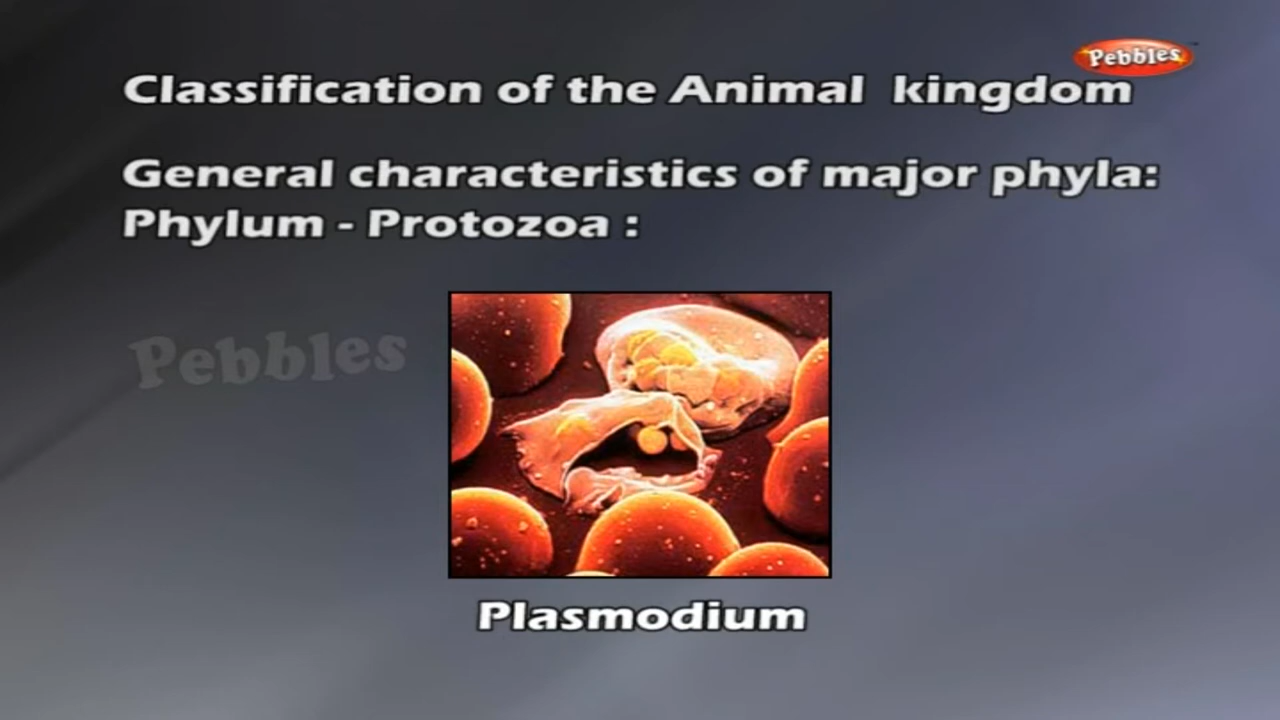 Pebbles
Classification of the Animal kingdom
General characteristics of major phyla:
Phylum - Protozoa :
Pebbles
Plasmodium